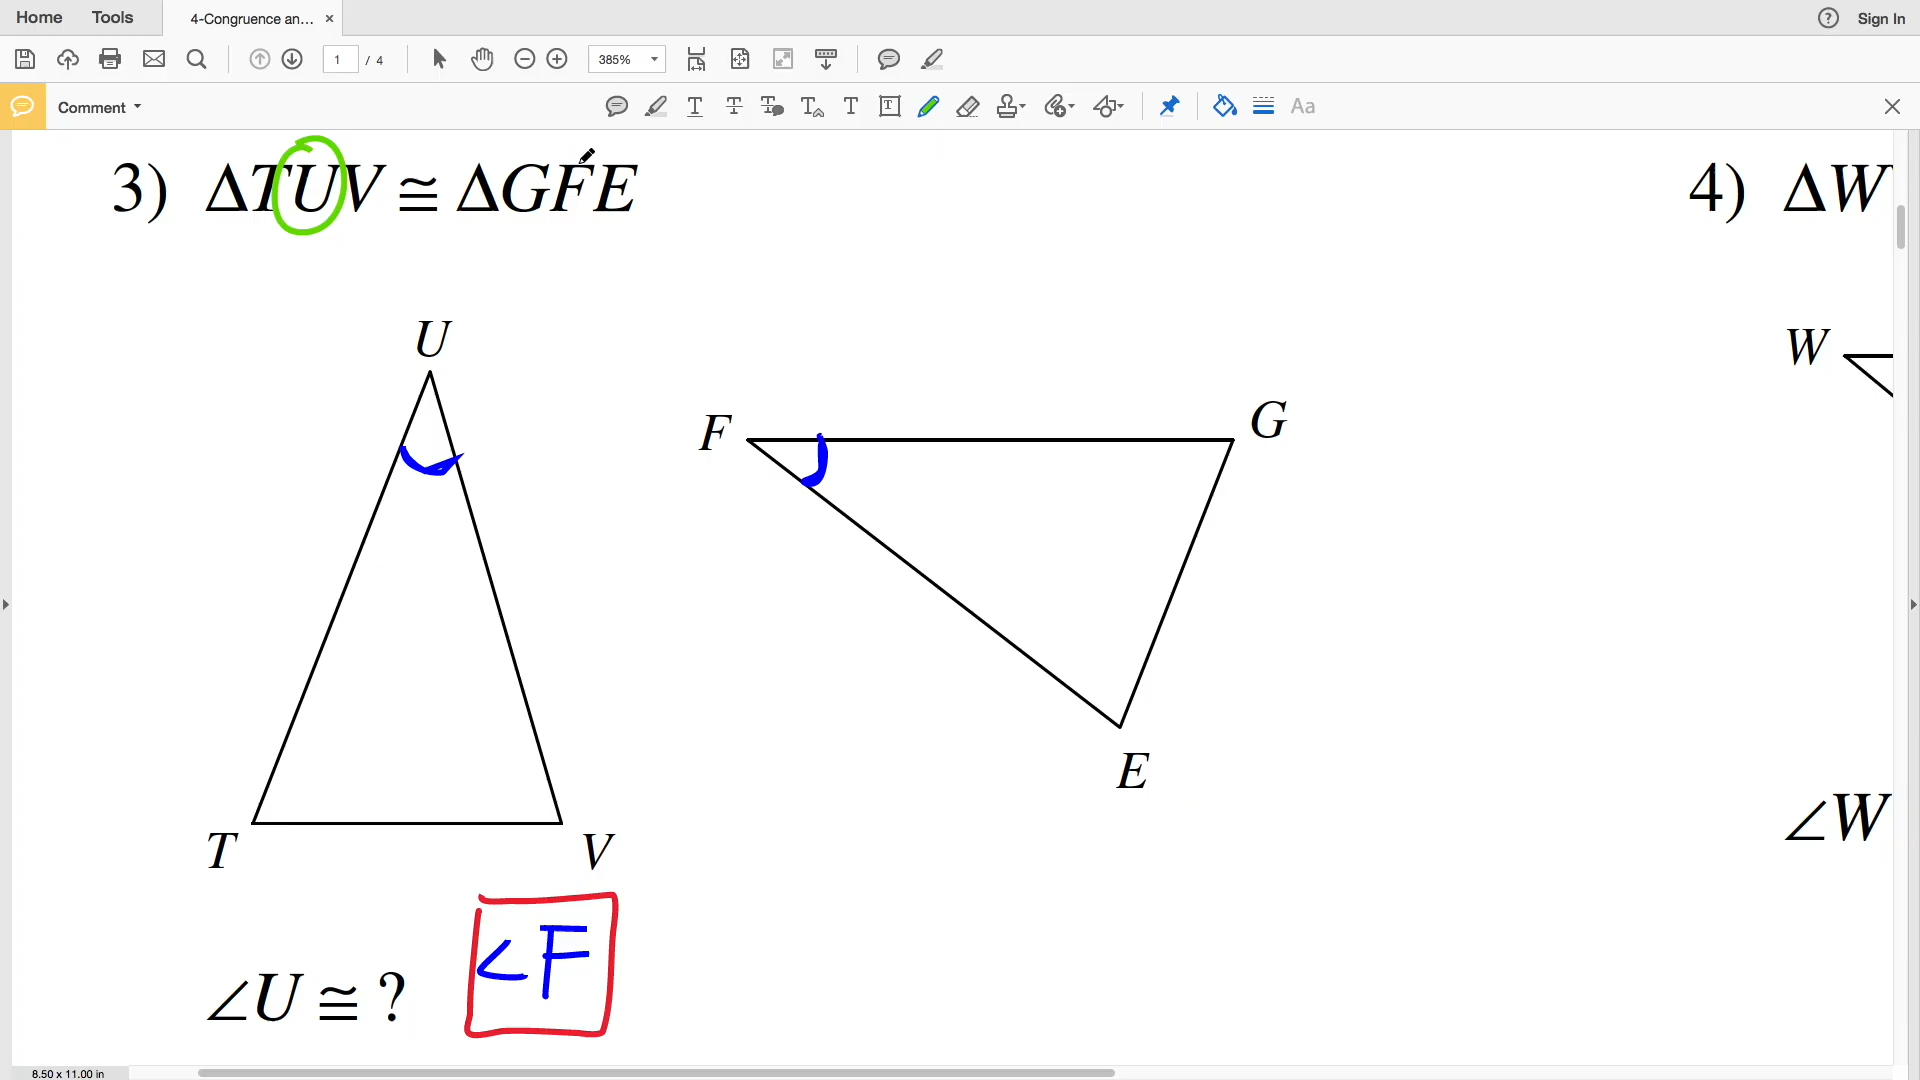 Home Tools 4-Congruence an... × ? Sign In
1 / 4 385%
Comment Aa
3) ΔTUV ≅ ΔGFE 4) ΔW
U
W
F G
E
∠W
T V
∠F
∠U ≅ ?
8.50 x 11.00 in